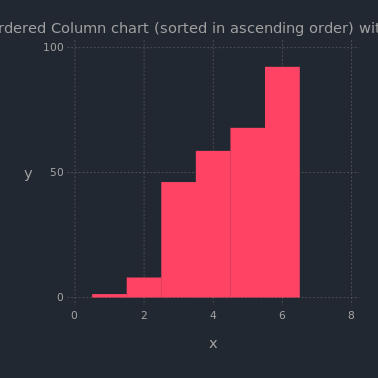 rdered Column chart (sorted in ascending order) wit
100
50
0
y
0 2 4 6 8
x